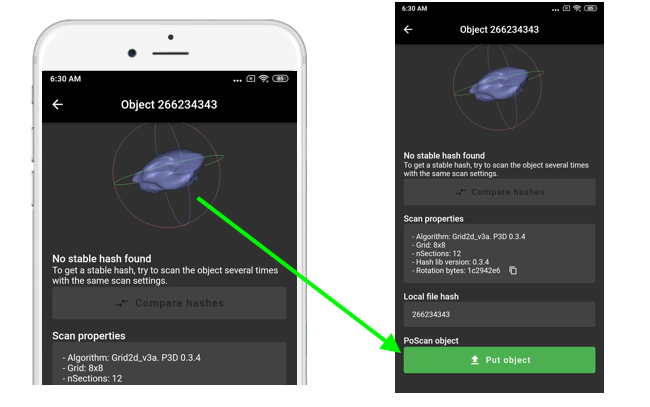 6:30 AM
... 85
Object 266234343
No stable hash found
To get a stable hash, try to scan the object several times
with the same scan settings.
Compare hashes
Scan properties
- Algorithm: Grid2d_v3a. P3D 0.3.4
- Grid: 8x8
- nSections: 12
6:30 AM
... 85
Object 266234343
No stable hash found
To get a stable hash, try to scan the object several times
with the same scan settings.
Compare hashes
Scan properties
- Algorithm: Grid2d_v3a. P3D 0.3.4
- Grid: 8x8
- nSections: 12
- Hash lib version: 0.3.4
- Rotation bytes: 1c2942e6
Local file hash
266234343
PoScan object
Put object